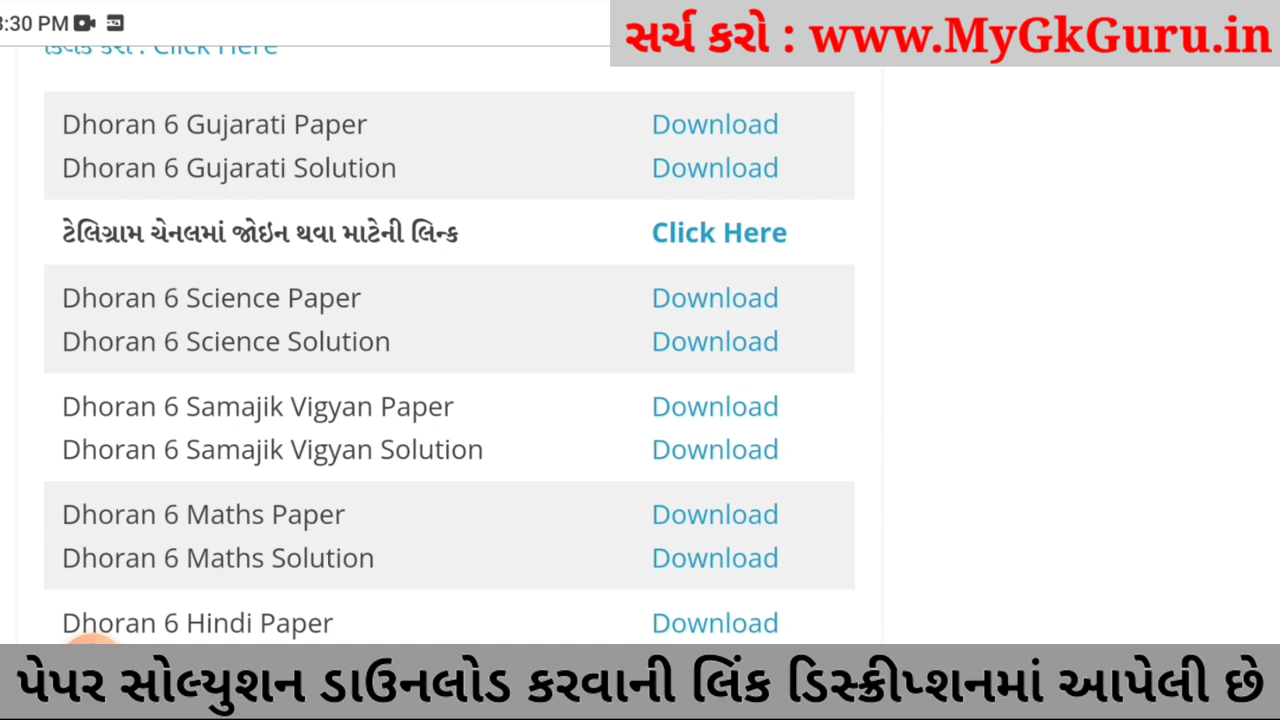 3:30 PM
સર્ચ કરો : www.MyGkGuru.in
ક્લિક કરો : Click Here
Dhoran 6 Gujarati Paper Download
Dhoran 6 Gujarati Solution Download
ટેલિગ્રામ ચેનલમાં જોઇન થવા માટેની લિન્ક Click Here
Dhoran 6 Science Paper Download
Dhoran 6 Science Solution Download
Dhoran 6 Samajik Vigyan Paper Download
Dhoran 6 Samajik Vigyan Solution Download
Dhoran 6 Maths Paper Download
Dhoran 6 Maths Solution Download
Dhoran 6 Hindi Paper Download
પેપર સોલ્યુશન ડાઉનલોડ કરવાની લિંક ડિસ્ક્રીપ્શનમાં આપેલી છે